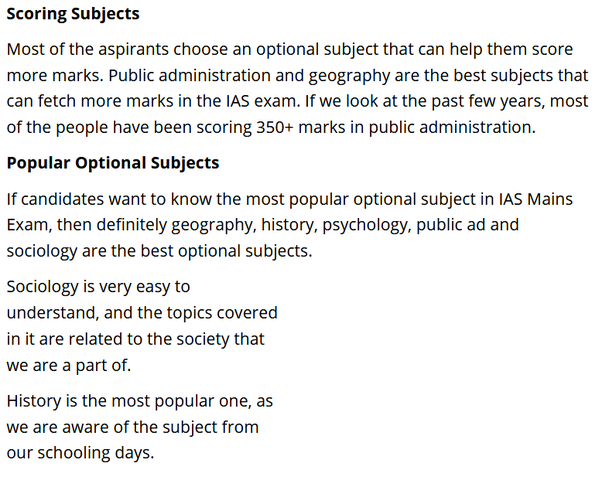 Scoring Subjects
Most of the aspirants choose an optional subject that can help them score
more marks. Public administration and geography are the best subjects that
can fetch more marks in the IAS exam. If we look at the past few years, most
of the people have been scoring 350+ marks in public administration.
Popular Optional Subjects
If candidates want to know the most popular optional subject in IAS Mains
Exam, then definitely geography, history, psychology, public ad and
sociology are the best optional subjects.
Sociology is very easy to
understand, and the topics covered
in it are related to the society that
we are a part of.
History is the most popular one, as
we are aware of the subject from
our schooling days.